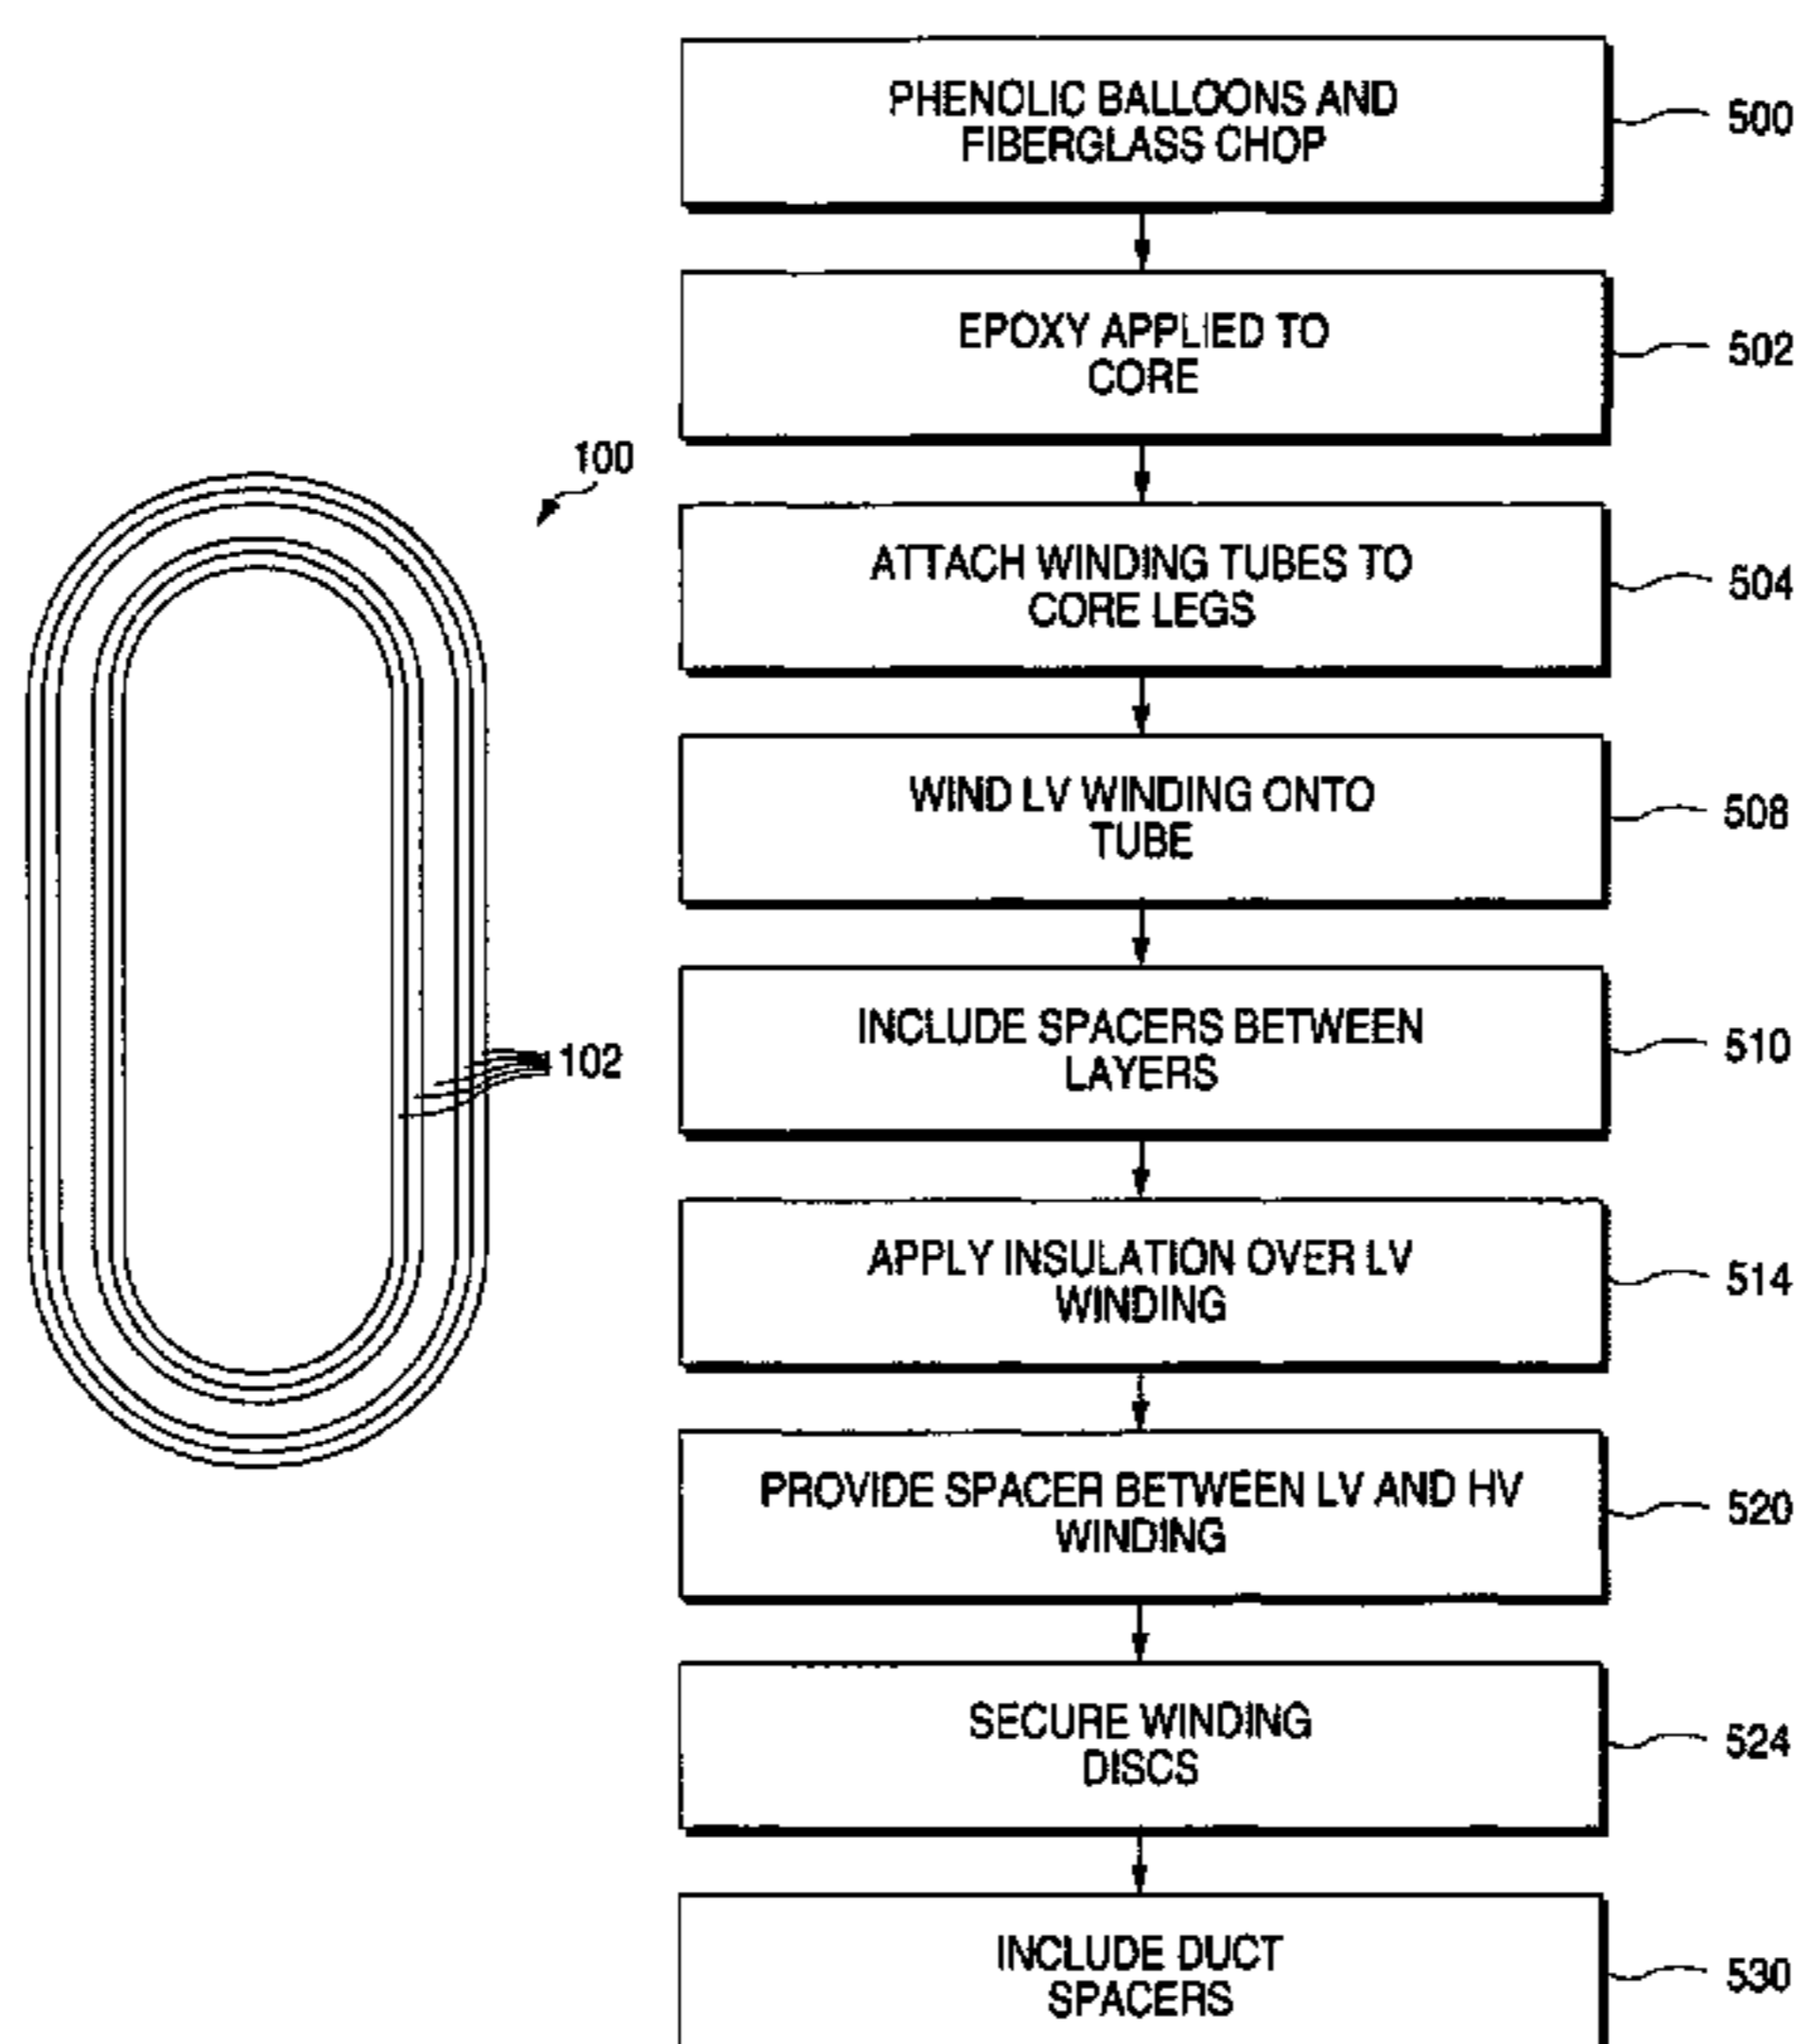 PHENOLIC BALLOONS AND
FIBERGLASS CHOP
500
EPOXY APPLIED TO
CORE
502
100
ATTACH WINDING TUBES TO
CORE LEGS
504
WIND LV WINDING ONTO
TUBE
508
102
INCLUDE SPACERS BETWEEN
LAYERS
510
APPLY INSULATION OVER LV
WINDING
514
PROVIDE SPACER BETWEEN LV AND HV
WINDING
520
SECURE WINDING
DISCS
524
INCLUDE DUCT
SPACERS
530